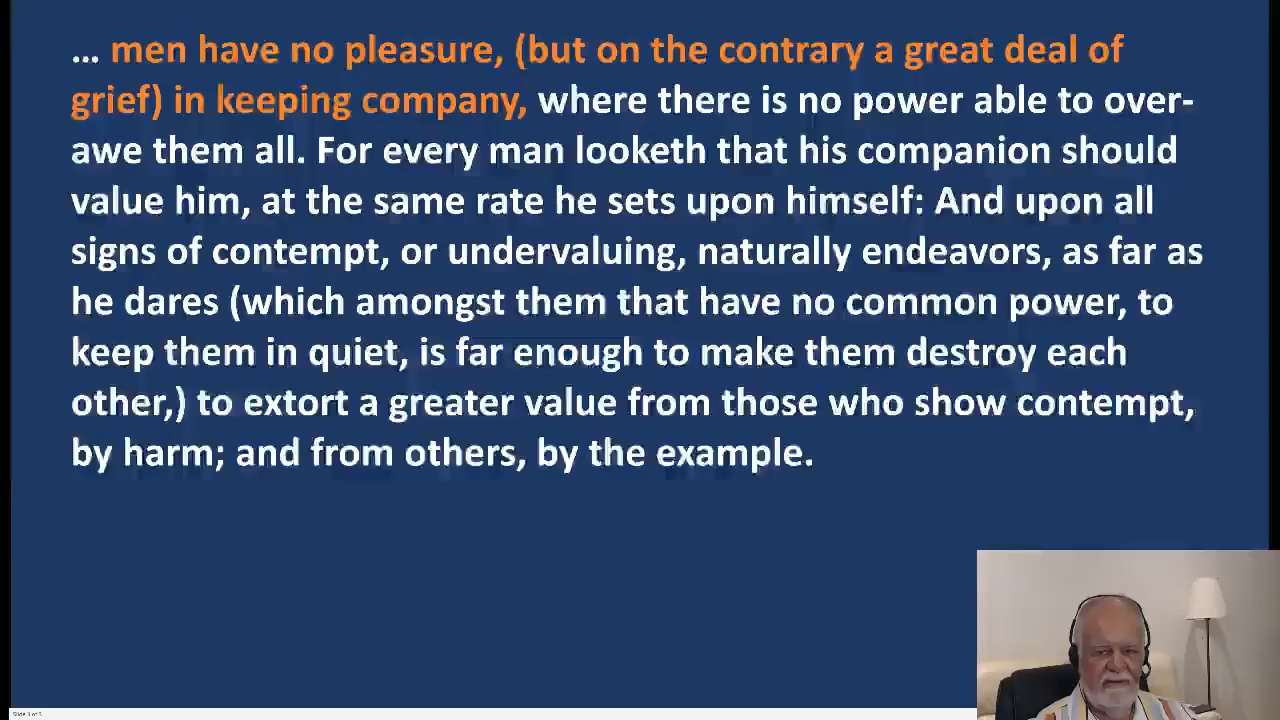 ... men have no pleasure, (but on the contrary a great deal of
grief) in keeping company, where there is no power able to over-
awe them all. For every man looketh that his companion should
value him, at the same rate he sets upon himself: And upon all
signs of contempt, or undervaluing, naturally endeavors, as far as
he dares (which amongst them that have no common power, to
keep them in quiet, is far enough to make them destroy each
other,) to extort a greater value from those who show contempt,
by harm; and from others, by the example.